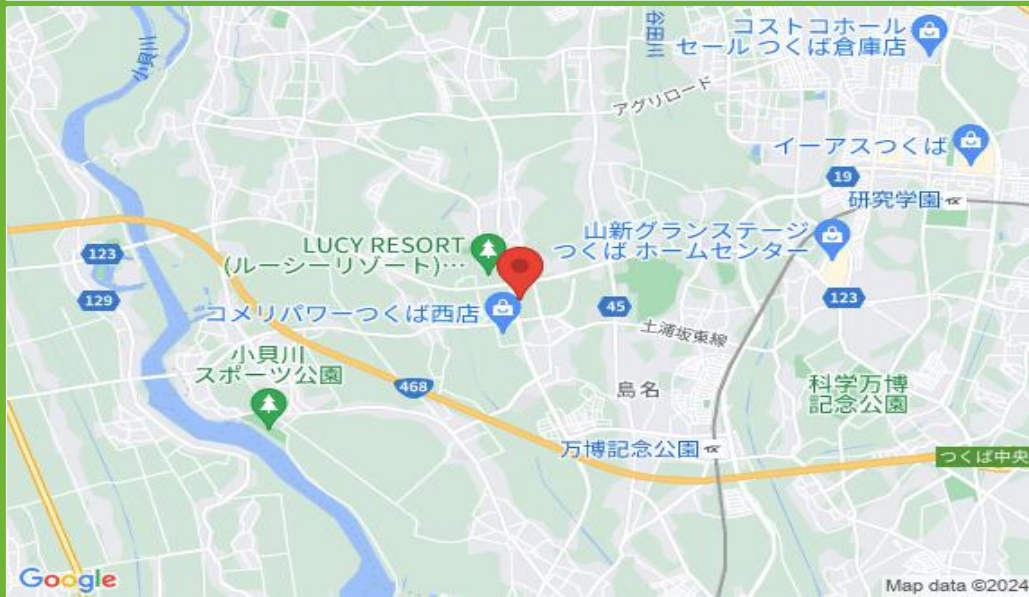 コストコホール
セール つくば倉庫店
谷田川
小貝川
アグリロード
イーアスつくば
19
研究学園
LUCY RESORT
(ルーシーリゾート)…
山新グランステージ
つくば ホームセンター
123
129
コメリパワーつくば西店
45
123
土浦坂東線
小貝川
スポーツ公園
468
島名
科学万博
記念公園
万博記念公園
つくば中央
Google
Map data ©2024